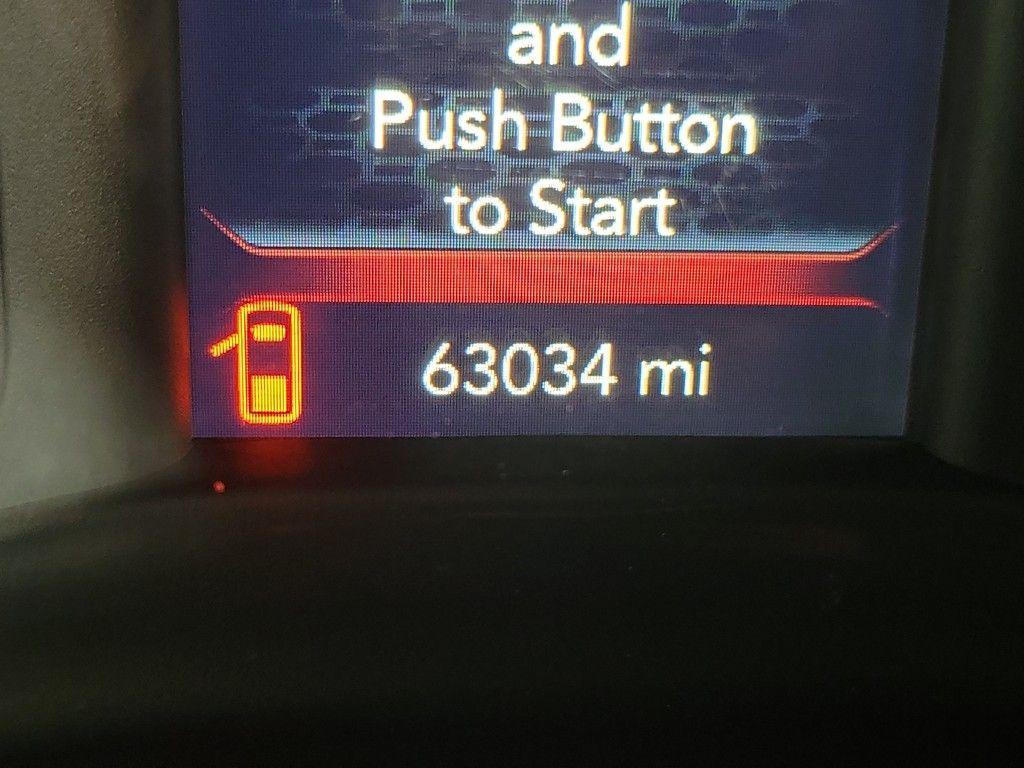 and
Push Button
to Start
63034 mi